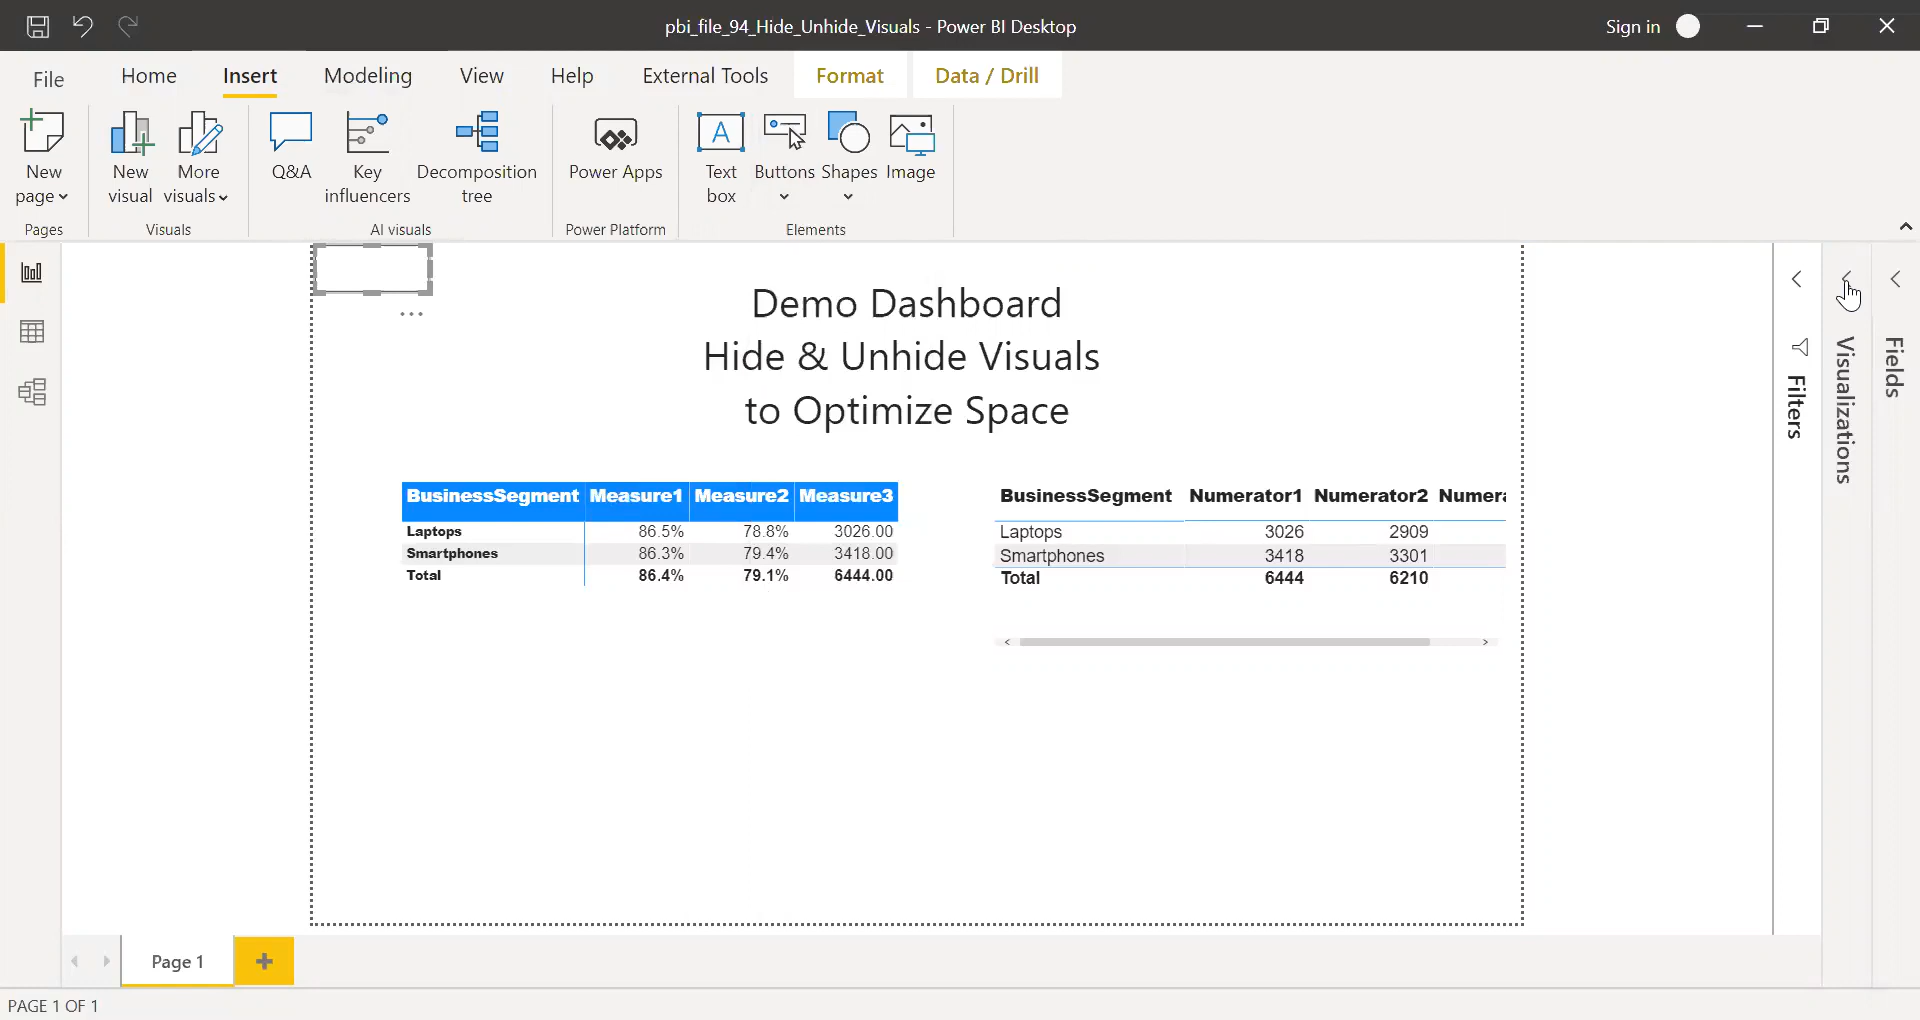 pbi_file_94_Hide_Unhide_Visuals - Power BI Desktop
Sign in
File Home Insert Modeling View Help External Tools Format Data / Drill
New page
New visual
More visuals
Q&A
Key influencers
Decomposition tree
Power Apps
A
Text box
Buttons
Shapes
Image
Pages Visuals AI visuals Power Platform Elements
Demo Dashboard
Hide & Unhide Visuals
to Optimize Space
BusinessSegment Measure1 Measure2 Measure3
Laptops 86.5% 78.8% 3026.00
Smartphones 86.3% 79.4% 3418.00
Total 86.4% 79.1% 6444.00
BusinessSegment Numerator1 Numerator2 Numera
Laptops 3026 2909
Smartphones 3418 3301
Total 6444 6210
Filters
Visualizations
Fields
Page 1
PAGE 1 OF 1